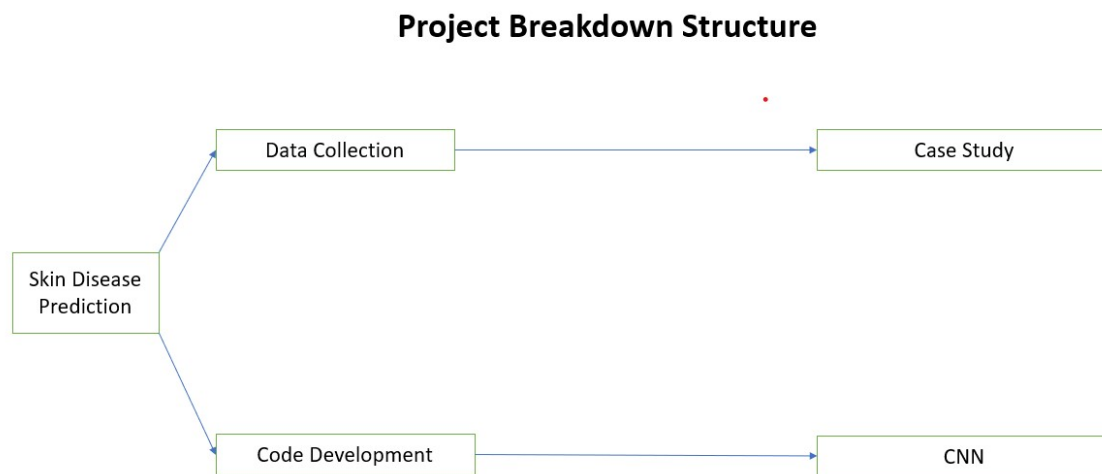 Project Breakdown Structure
Data Collection
Case Study
Skin Disease
Prediction
Code Development
CNN